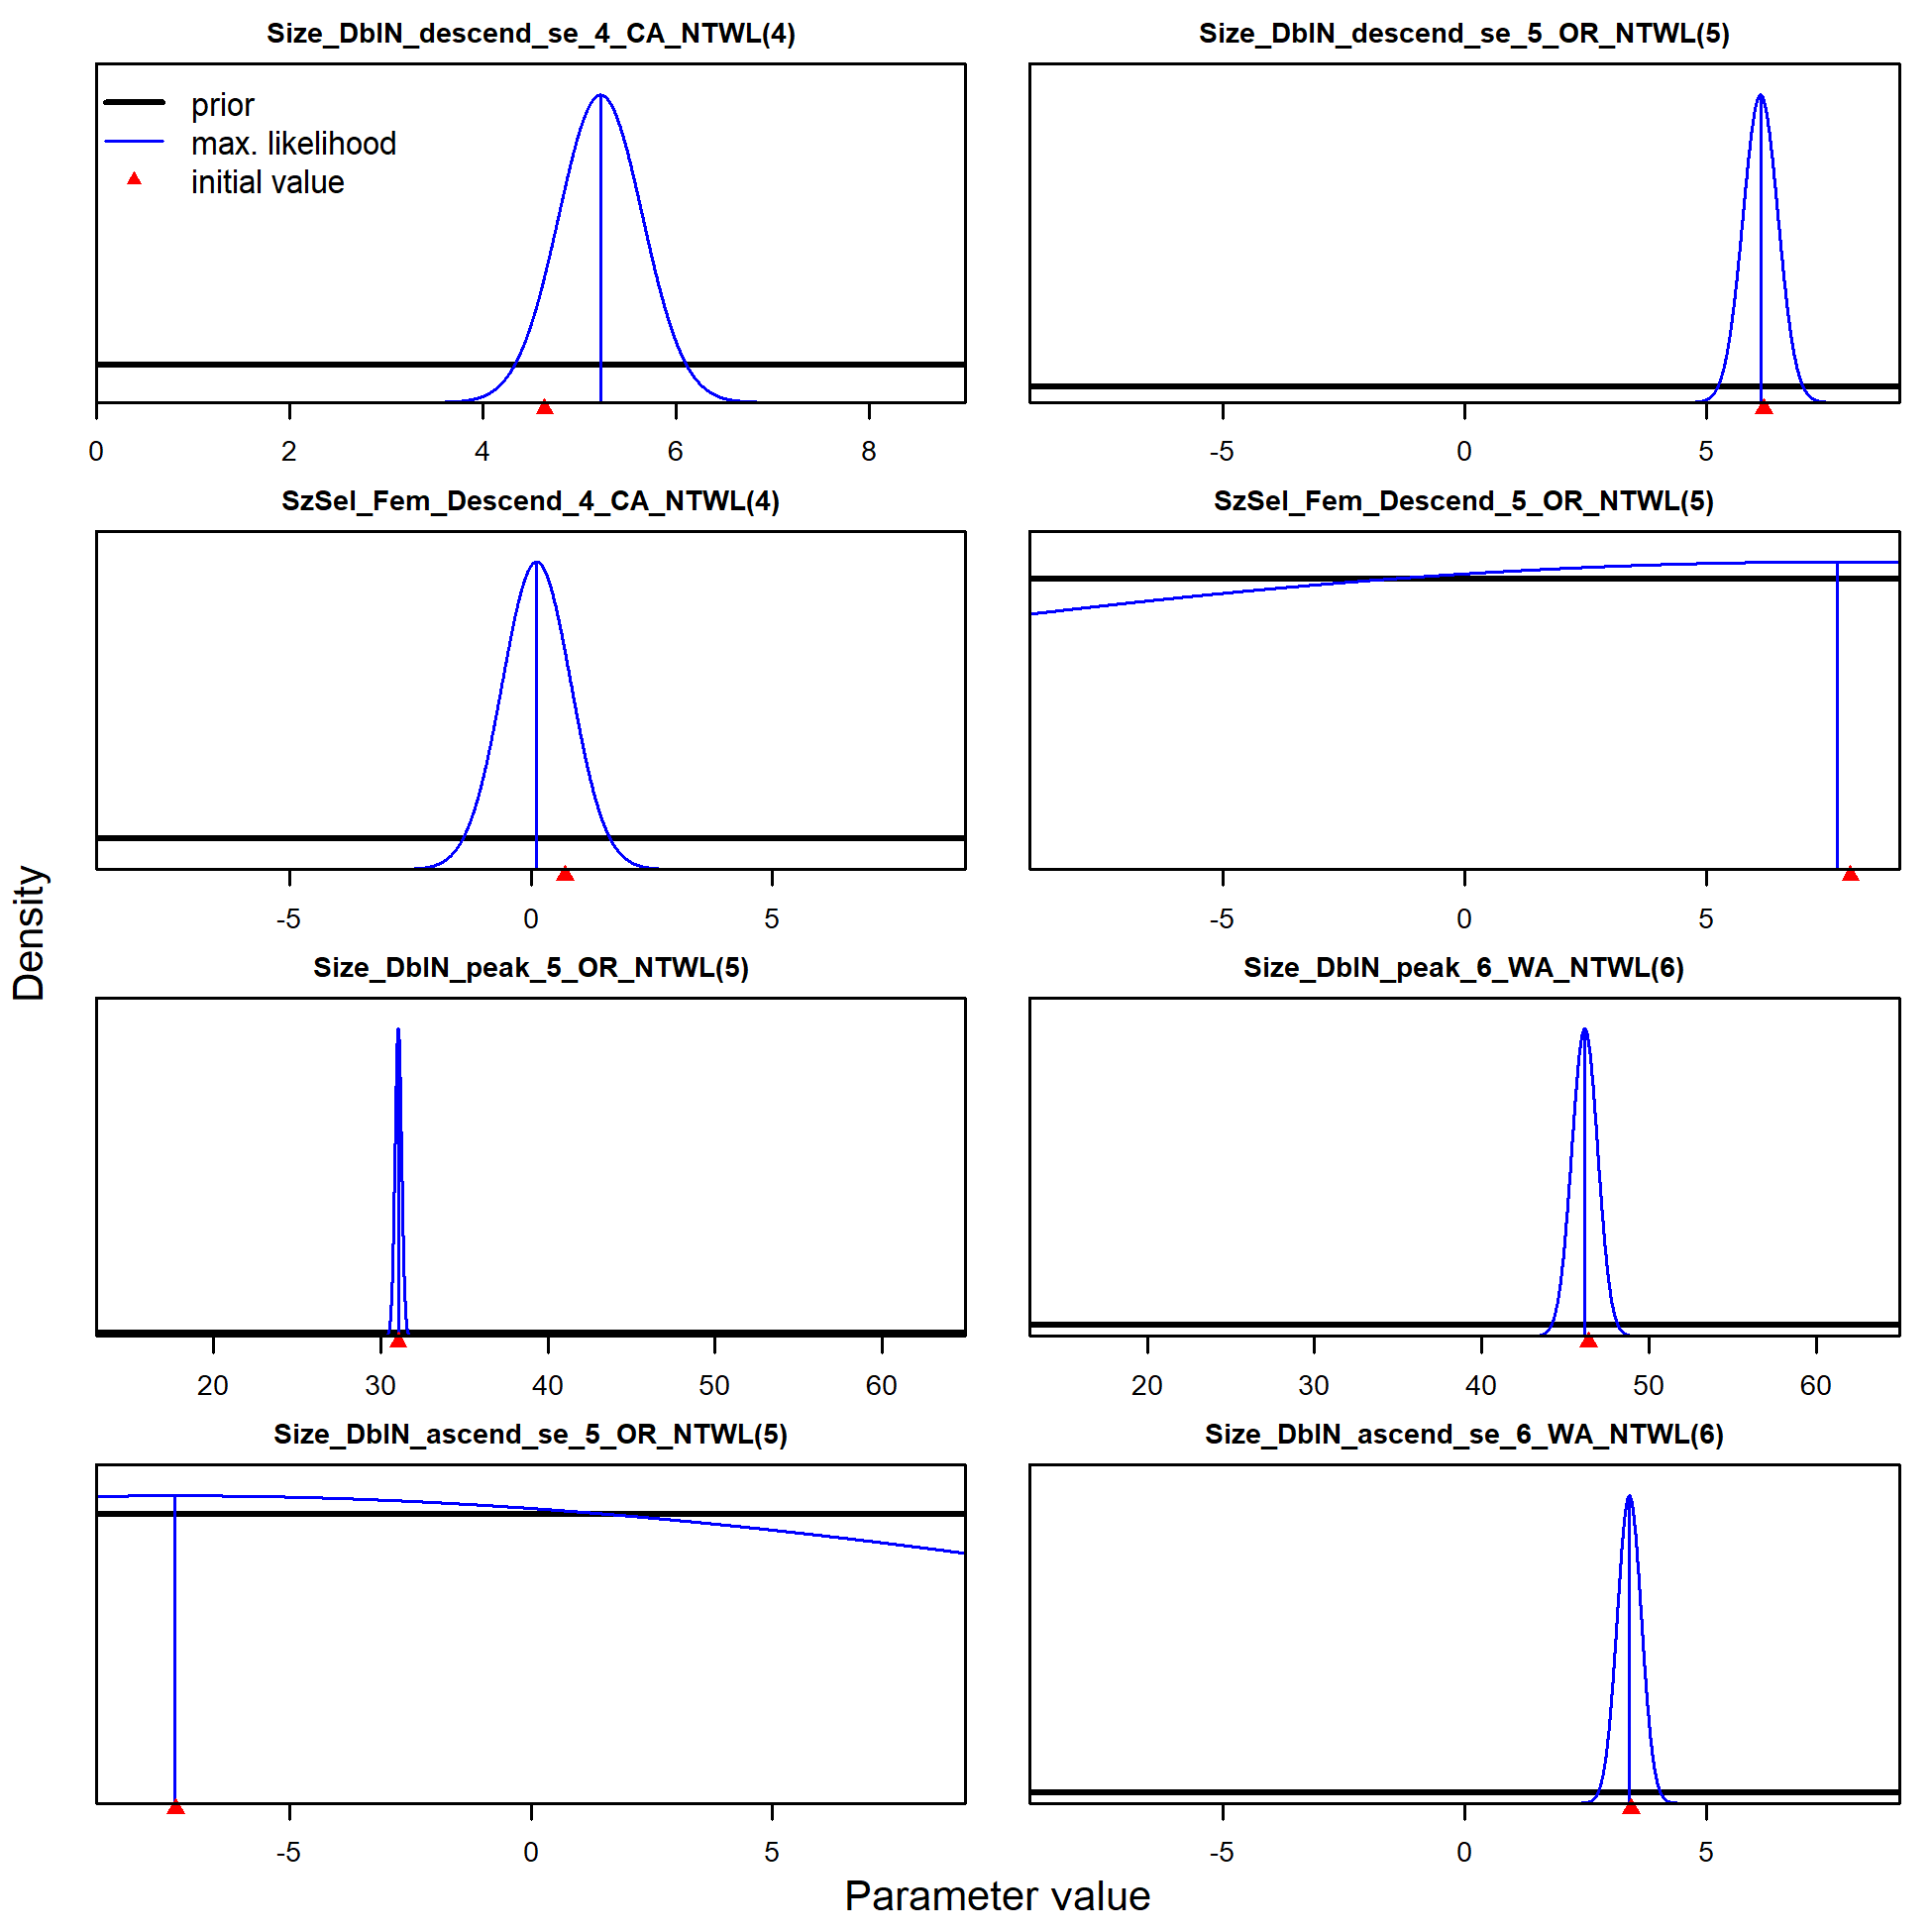 Size_DblN_descend_se_4_CA_NTWL(4)
prior
max. likelihood
initial value
0 2 4 6 8
Size_DblN_descend_se_5_OR_NTWL(5)
-5 0 5
SzSel_Fem_Descend_4_CA_NTWL(4)
-5 0 5
SzSel_Fem_Descend_5_OR_NTWL(5)
-5 0 5
Size_DblN_peak_5_OR_NTWL(5)
20 30 40 50 60
Size_DblN_peak_6_WA_NTWL(6)
20 30 40 50 60
Size_DblN_ascend_se_5_OR_NTWL(5)
-5 0 5
Size_DblN_ascend_se_6_WA_NTWL(6)
-5 0 5
Density
Parameter value